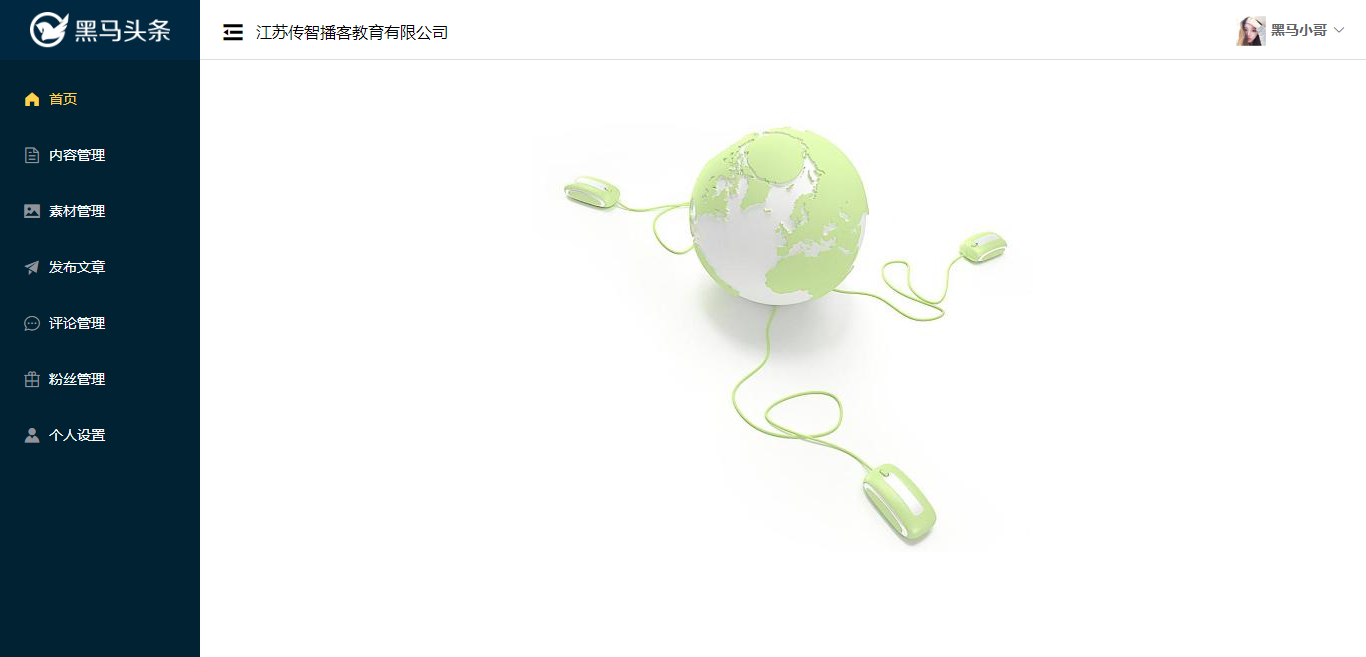 黑马头条
江苏传智播客教育有限公司
黑马小哥
首页
内容管理
素材管理
发布文章
评论管理
粉丝管理
个人设置